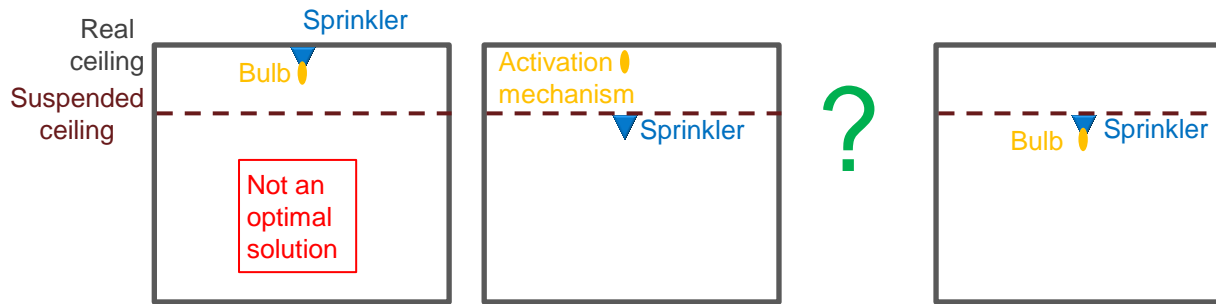 Real
ceiling
Suspended
ceiling
Sprinkler
Bulb
Not an
optimal
solution
Activation
mechanism
Sprinkler
?
Bulb
Sprinkler